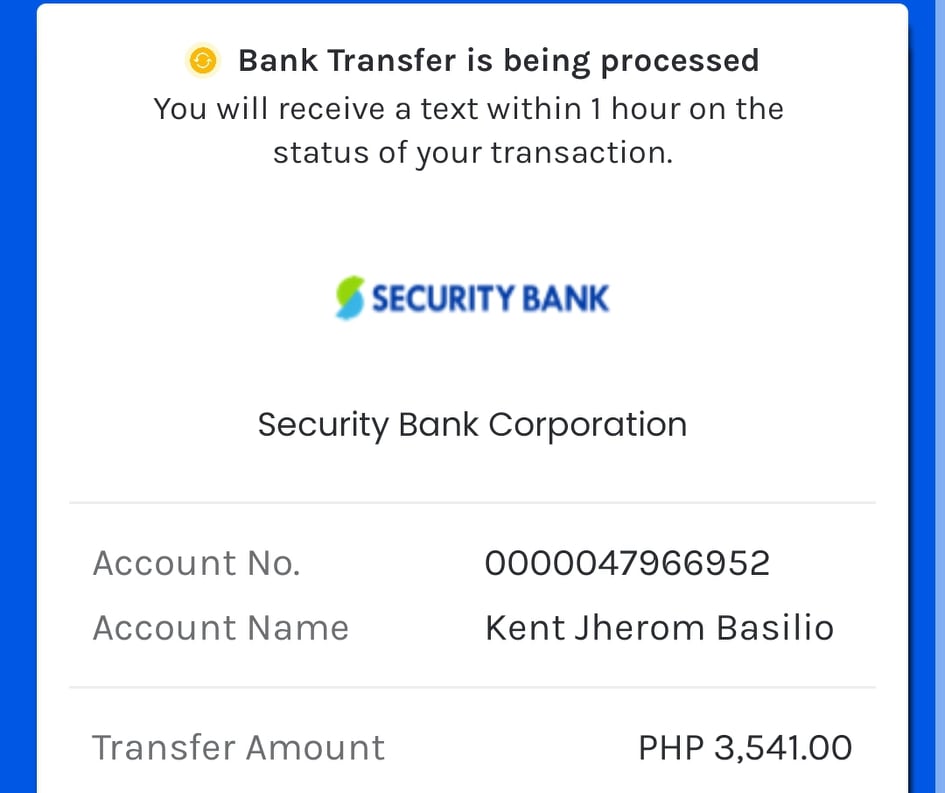 Bank Transfer is being processed
You will receive a text within 1 hour on the
status of your transaction.
SECURITY BANK
Security Bank Corporation
Account No. 0000047966952
Account Name Kent Jherom Basilio
Transfer Amount PHP 3,541.00